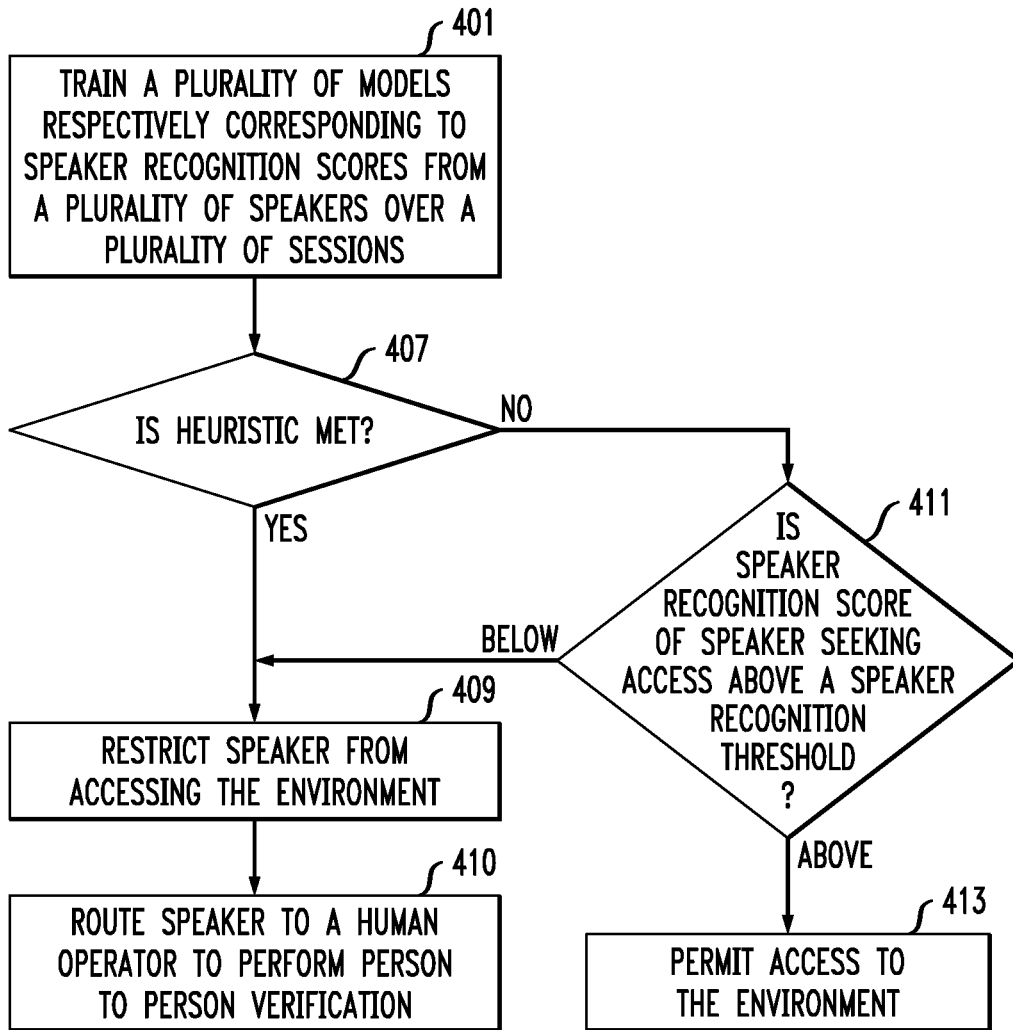 401
TRAIN A PLURALITY OF MODELS
RESPECTIVELY CORRESPONDING TO
SPEAKER RECOGNITION SCORES FROM
A PLURALITY OF SPEAKERS OVER A
PLURALITY OF SESSIONS
407
IS HEURISTIC MET?
NO
YES
411
IS
SPEAKER
RECOGNITION SCORE
OF SPEAKER SEEKING
ACCESS ABOVE A SPEAKER
RECOGNITION
THRESHOLD
?
BELOW
ABOVE
409
RESTRICT SPEAKER FROM
ACCESSING THE ENVIRONMENT
410
ROUTE SPEAKER TO A HUMAN
OPERATOR TO PERFORM PERSON
TO PERSON VERIFICATION
413
PERMIT ACCESS TO
THE ENVIRONMENT